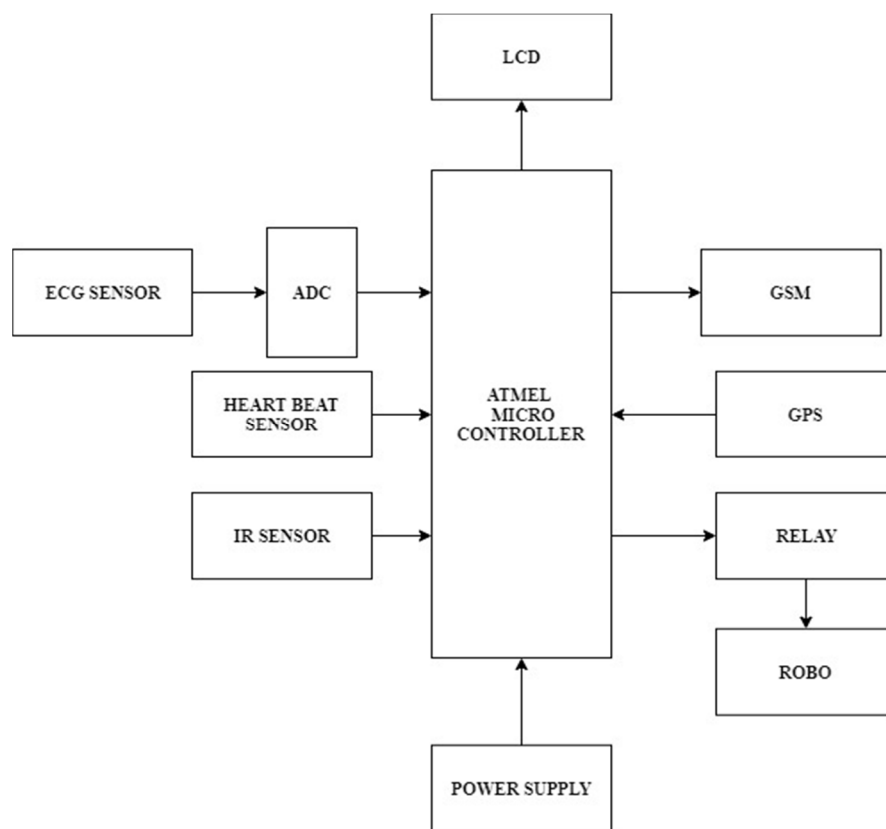 LCD
ECG SENSOR
ADC
GSM
HEART BEAT
SENSOR
ATMEL
MICRO
CONTROLLER
GPS
IR SENSOR
RELAY
ROBO
POWER SUPPLY